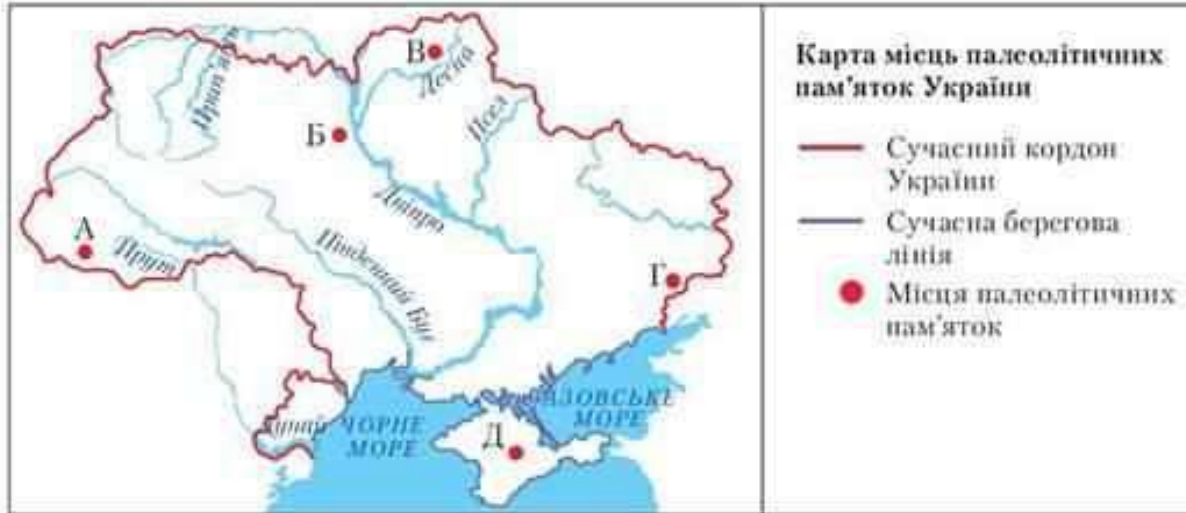 Карта місць палеолітичних
пам'яток України
Сучасний кордон
України
Сучасна берегова
лінія
Місця палеолітичних
пам'яток
В
Десна
Прип'ять
Псел
Б
Дніпро
А
Прут
Південний Буг
Г
Дунай
ЧОРНЕ
МОРЕ
АЗОВСЬКЕ
МОРЕ
Д